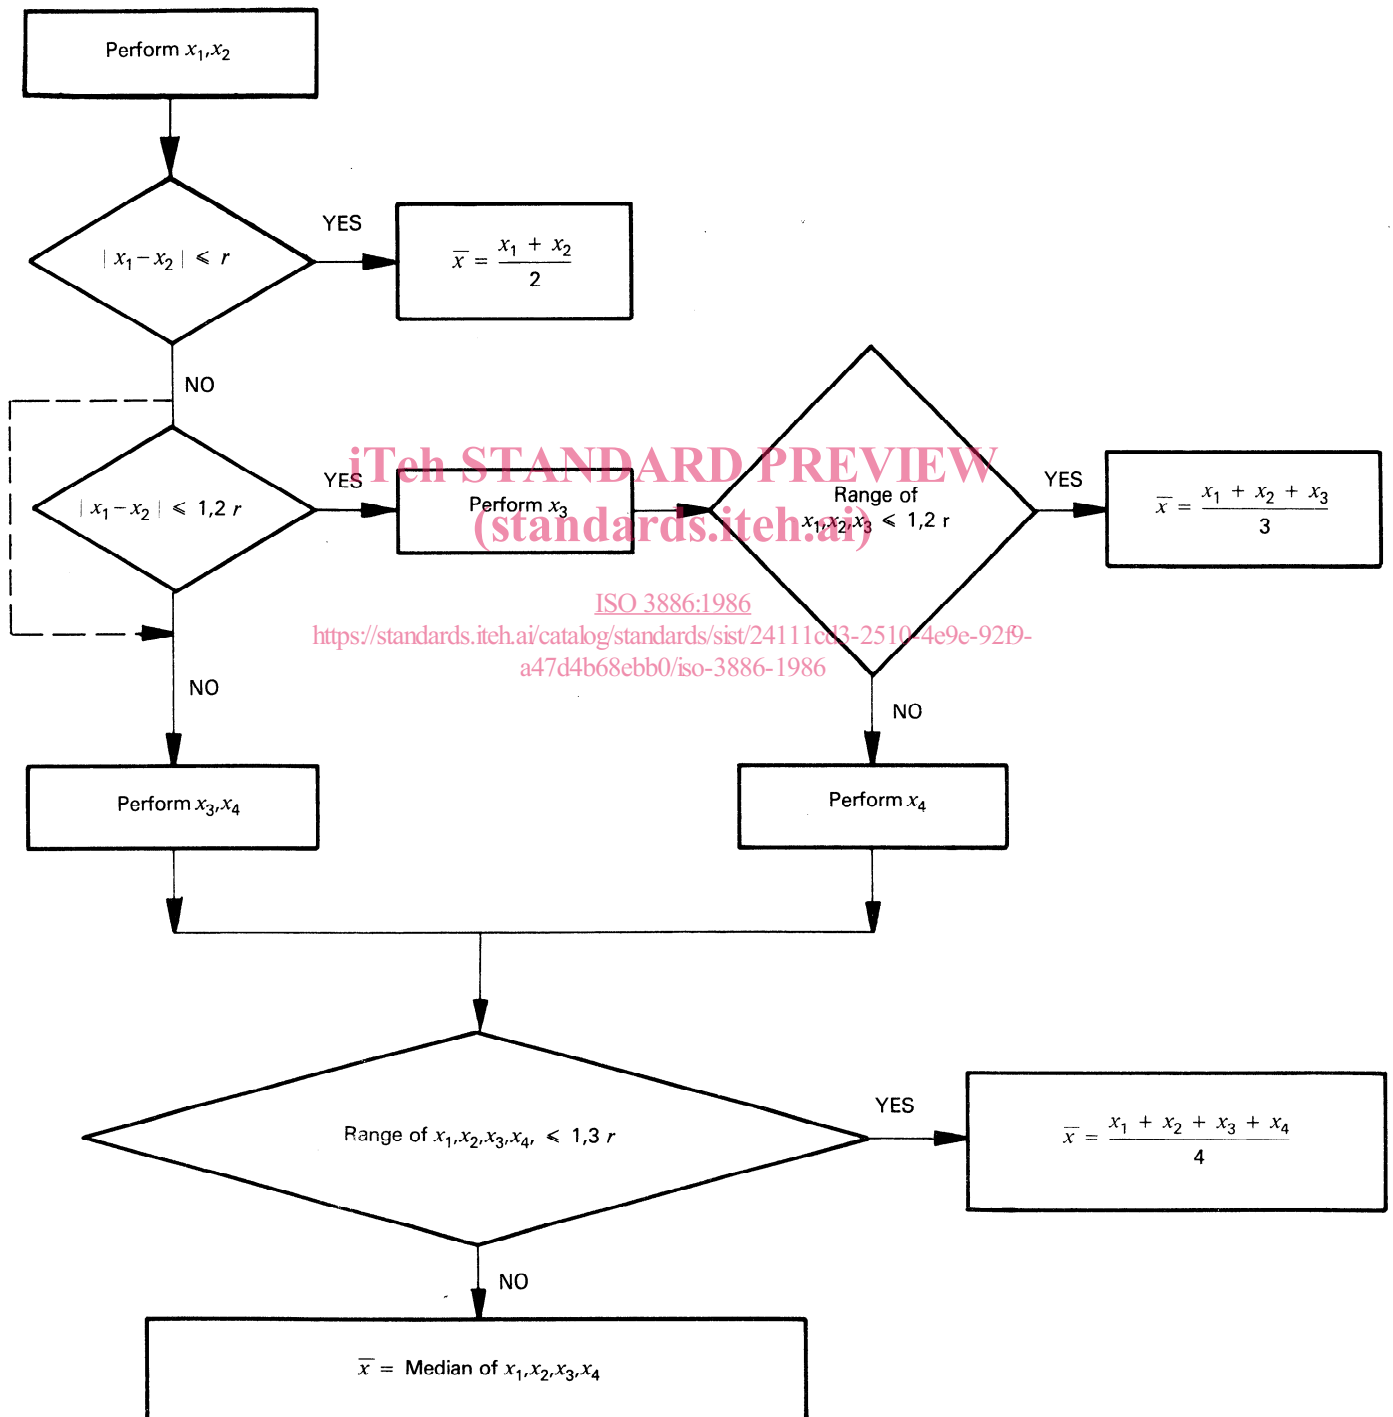 Perform x₁,x₂
YES
| x₁ − x₂ | ⩽ r
x̅ = (x₁ + x₂)/2
NO
| x₁ − x₂ | ⩽ 1,2 r
YES
Perform x₃
Range of
x₁,x₂,x₃ ⩽ 1,2 r
YES
x̅ = (x₁ + x₂ + x₃)/3
iTeh STANDARD PREVIEW
(standards.iteh.ai)
ISO 3886:1986
https://standards.iteh.ai/catalog/standards/sist/24111cd3-2510-4e9e-92f9-
a47d4b68ebb0/iso-3886-1986
NO
NO
Perform x₃,x₄
Perform x₄
Range of x₁,x₂,x₃,x₄, ⩽ 1,3 r
YES
x̅ = (x₁ + x₂ + x₃ + x₄)/4
NO
x̅ = Median of x₁,x₂,x₃,x₄